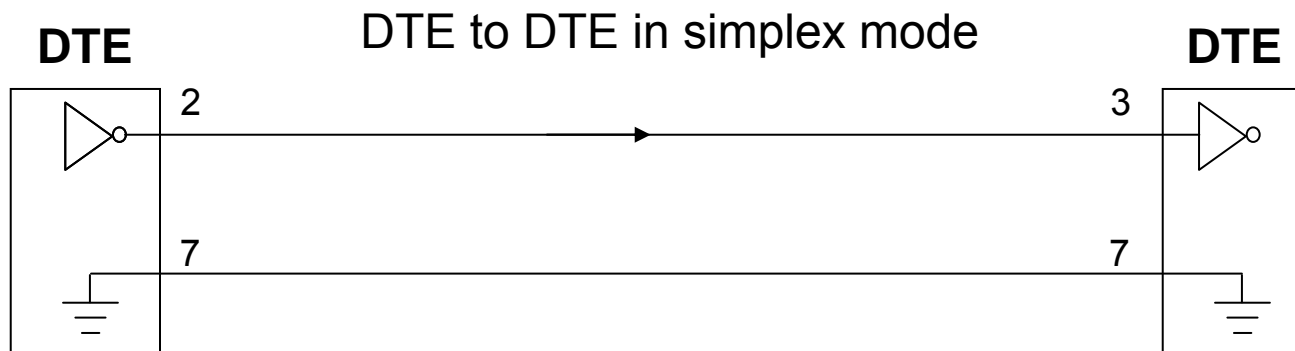 DTE to DTE in simplex mode
DTE DTE
2 3
7 7